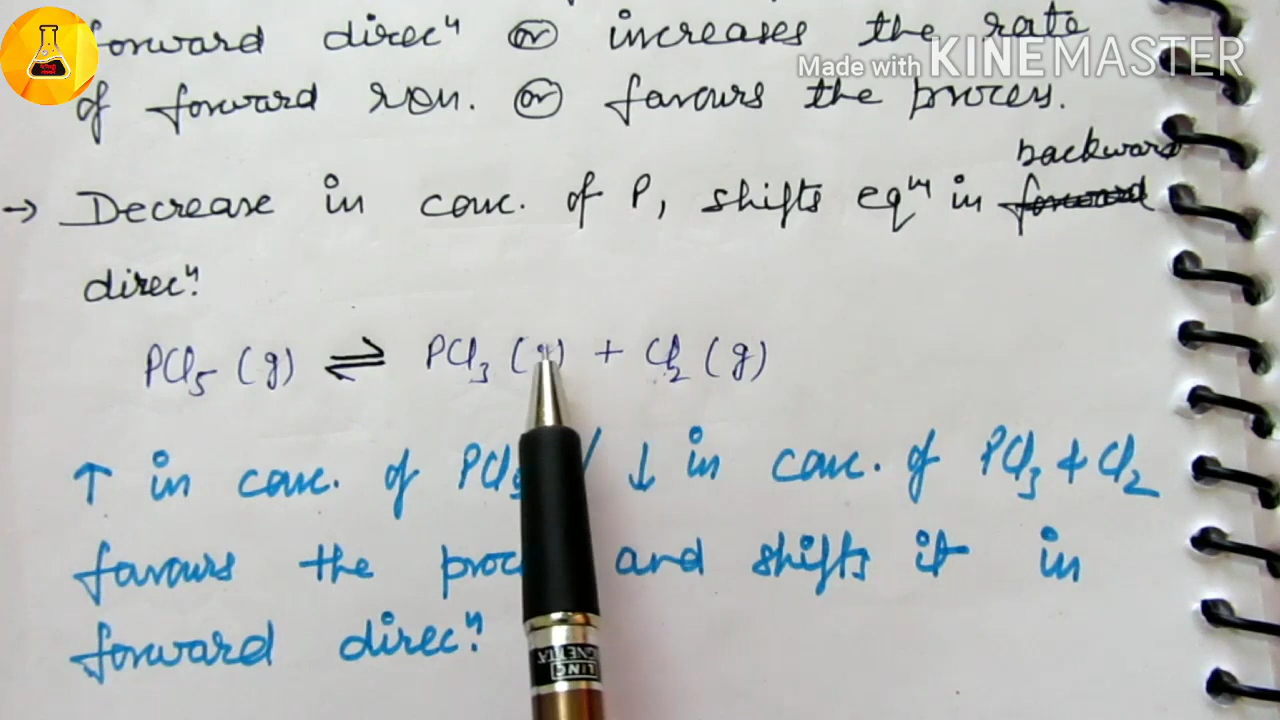 forward direcⁿ or increases the rate
Made with KINEMASTER
of forward rxn. or favours the process.
backward
→ Decrease in conc. of P, shifts eqᵐ in forward
direcⁿ.
PCl₅ (g) ⇌ PCl₃ (g) + Cl₂ (g)
↑ in conc. of PCl₅ / ↓ in conc. of PCl₃ & Cl₂
favours the and shifts it in
forward direcⁿ.
LINC